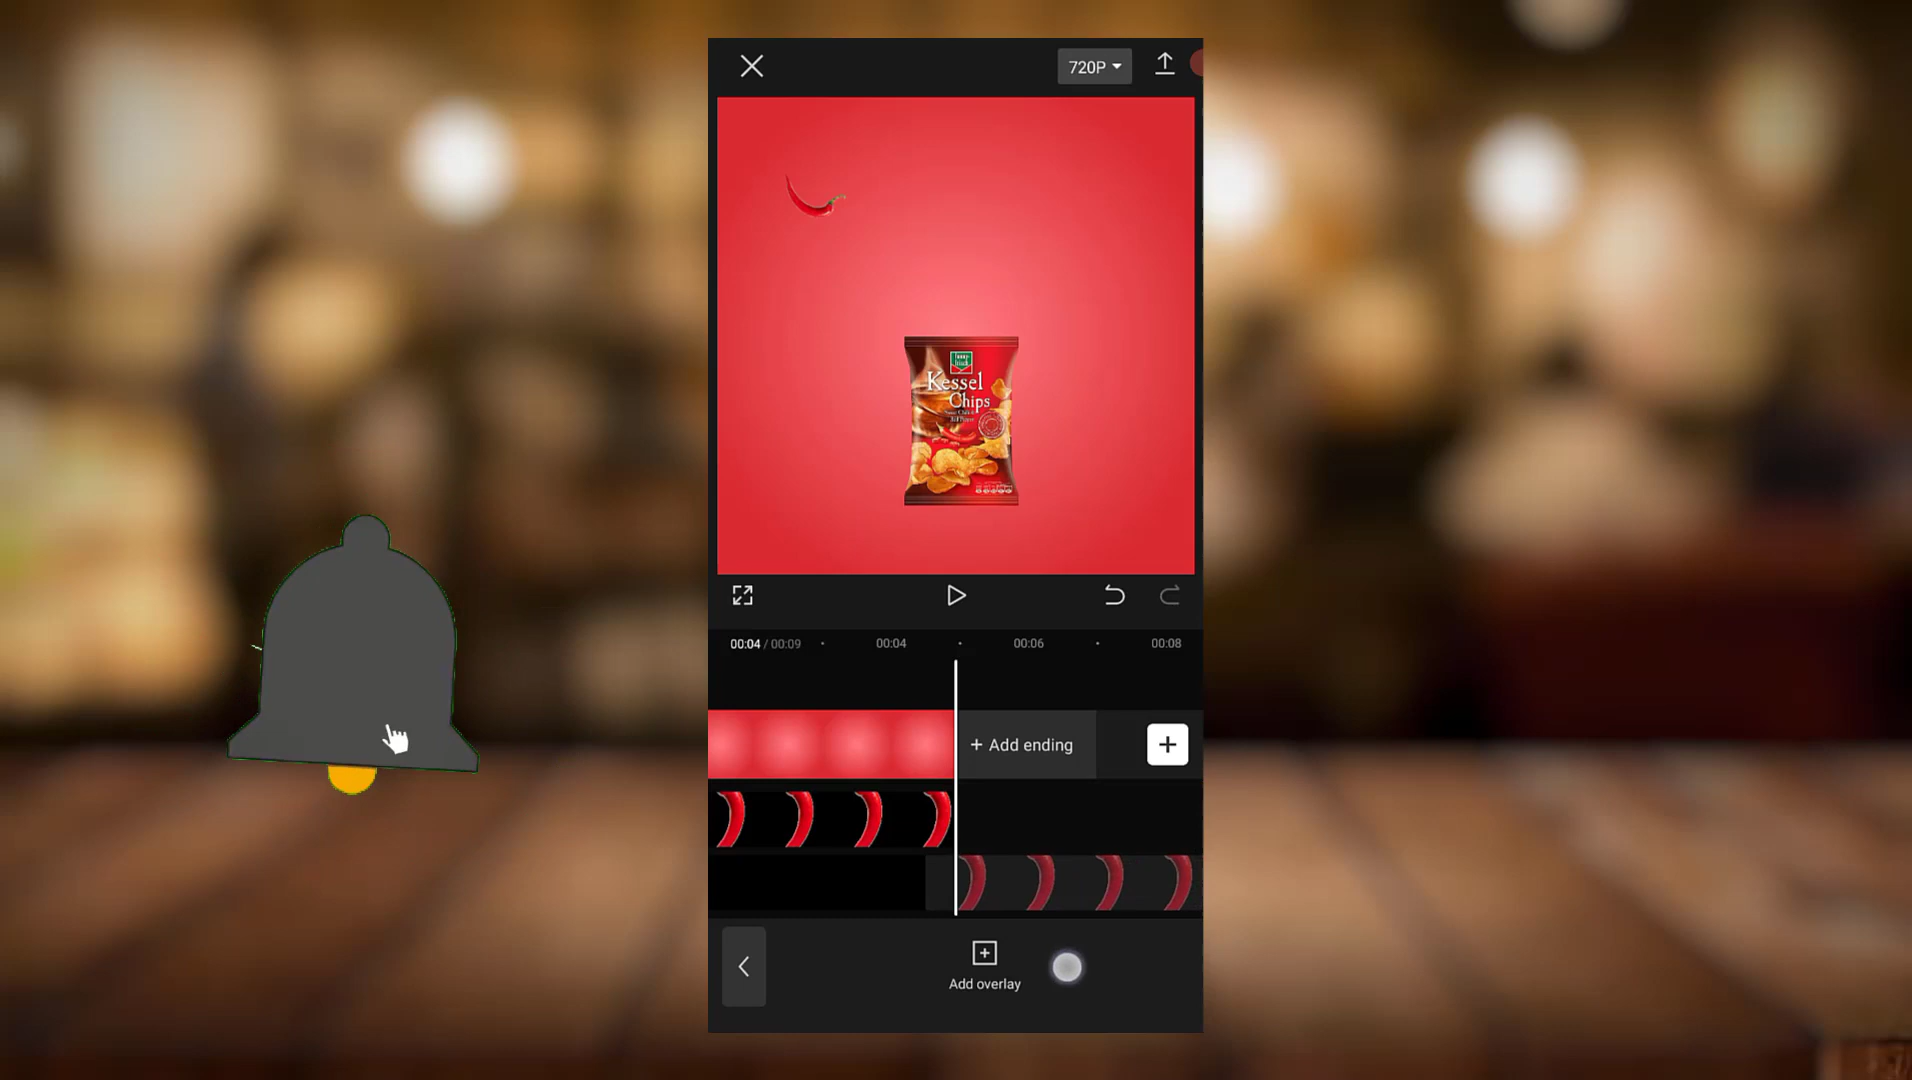 720P
Kessel
Chips
00:04 / 00:09
00:04
00:06
00:08
+ Add ending
Add overlay